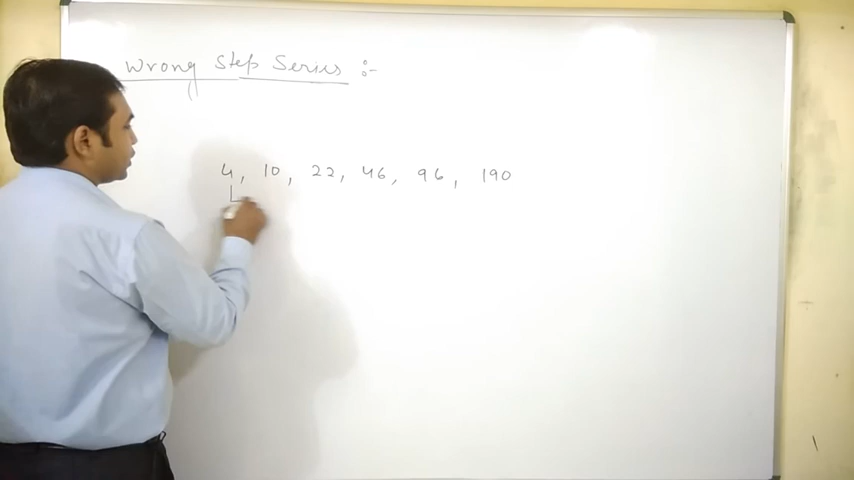 Wrong Step Series :-
4, 10, 22, 46, 96, 190